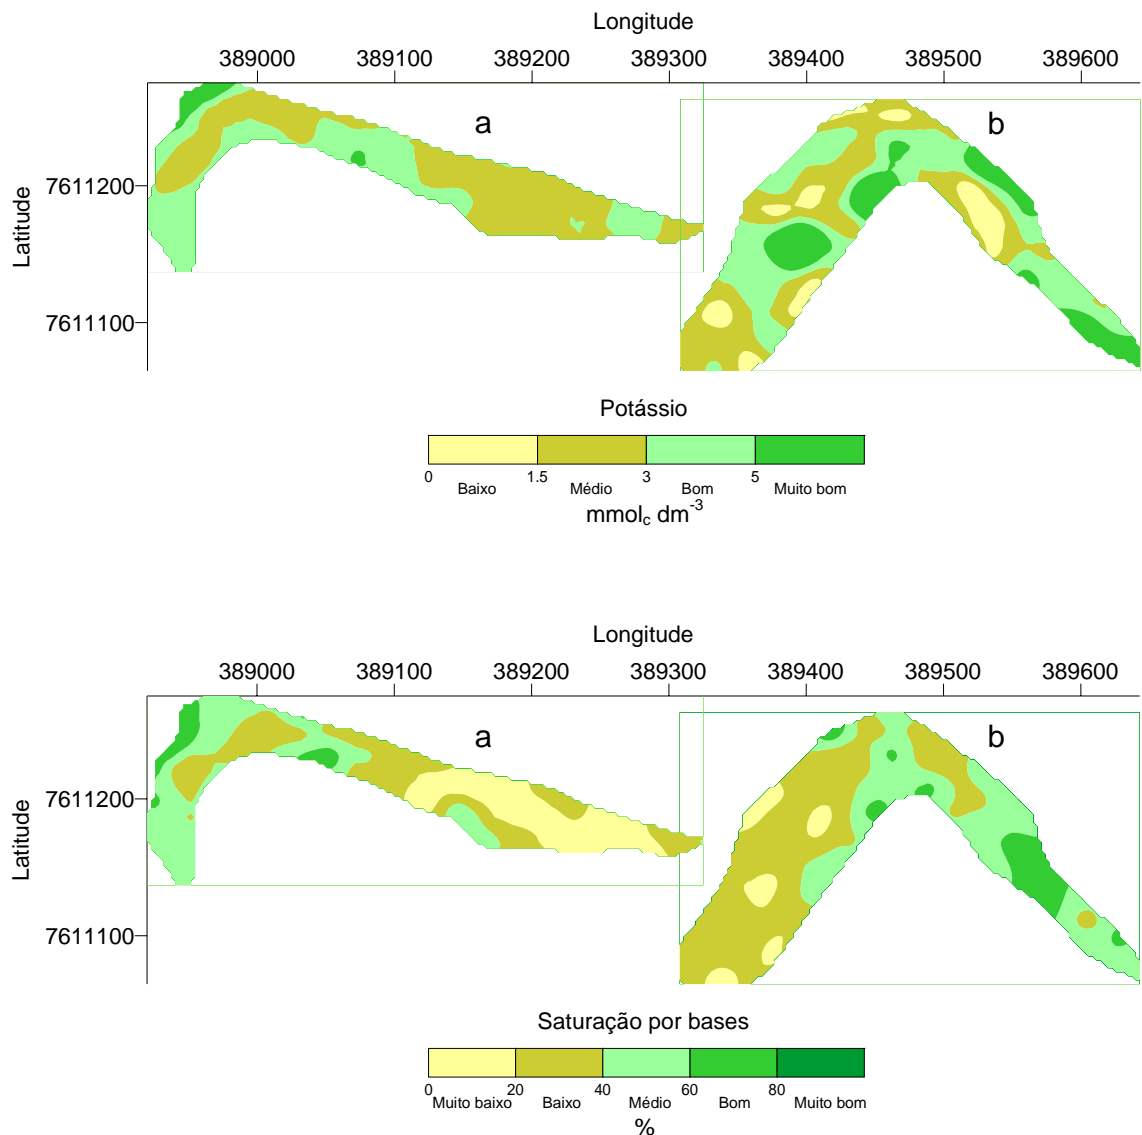 Longitude
389000 389100 389200 389300 389400 389500 389600
a
b
7611200
Latitude
7611100
Potássio
0 1.5 3 5
Baixo Médio Bom Muito bom
mmolc dm-3
Longitude
389000 389100 389200 389300 389400 389500 389600
a
b
7611200
Latitude
7611100
Saturação por bases
0 20 40 60 80
Muito baixo Baixo Médio Bom Muito bom
%